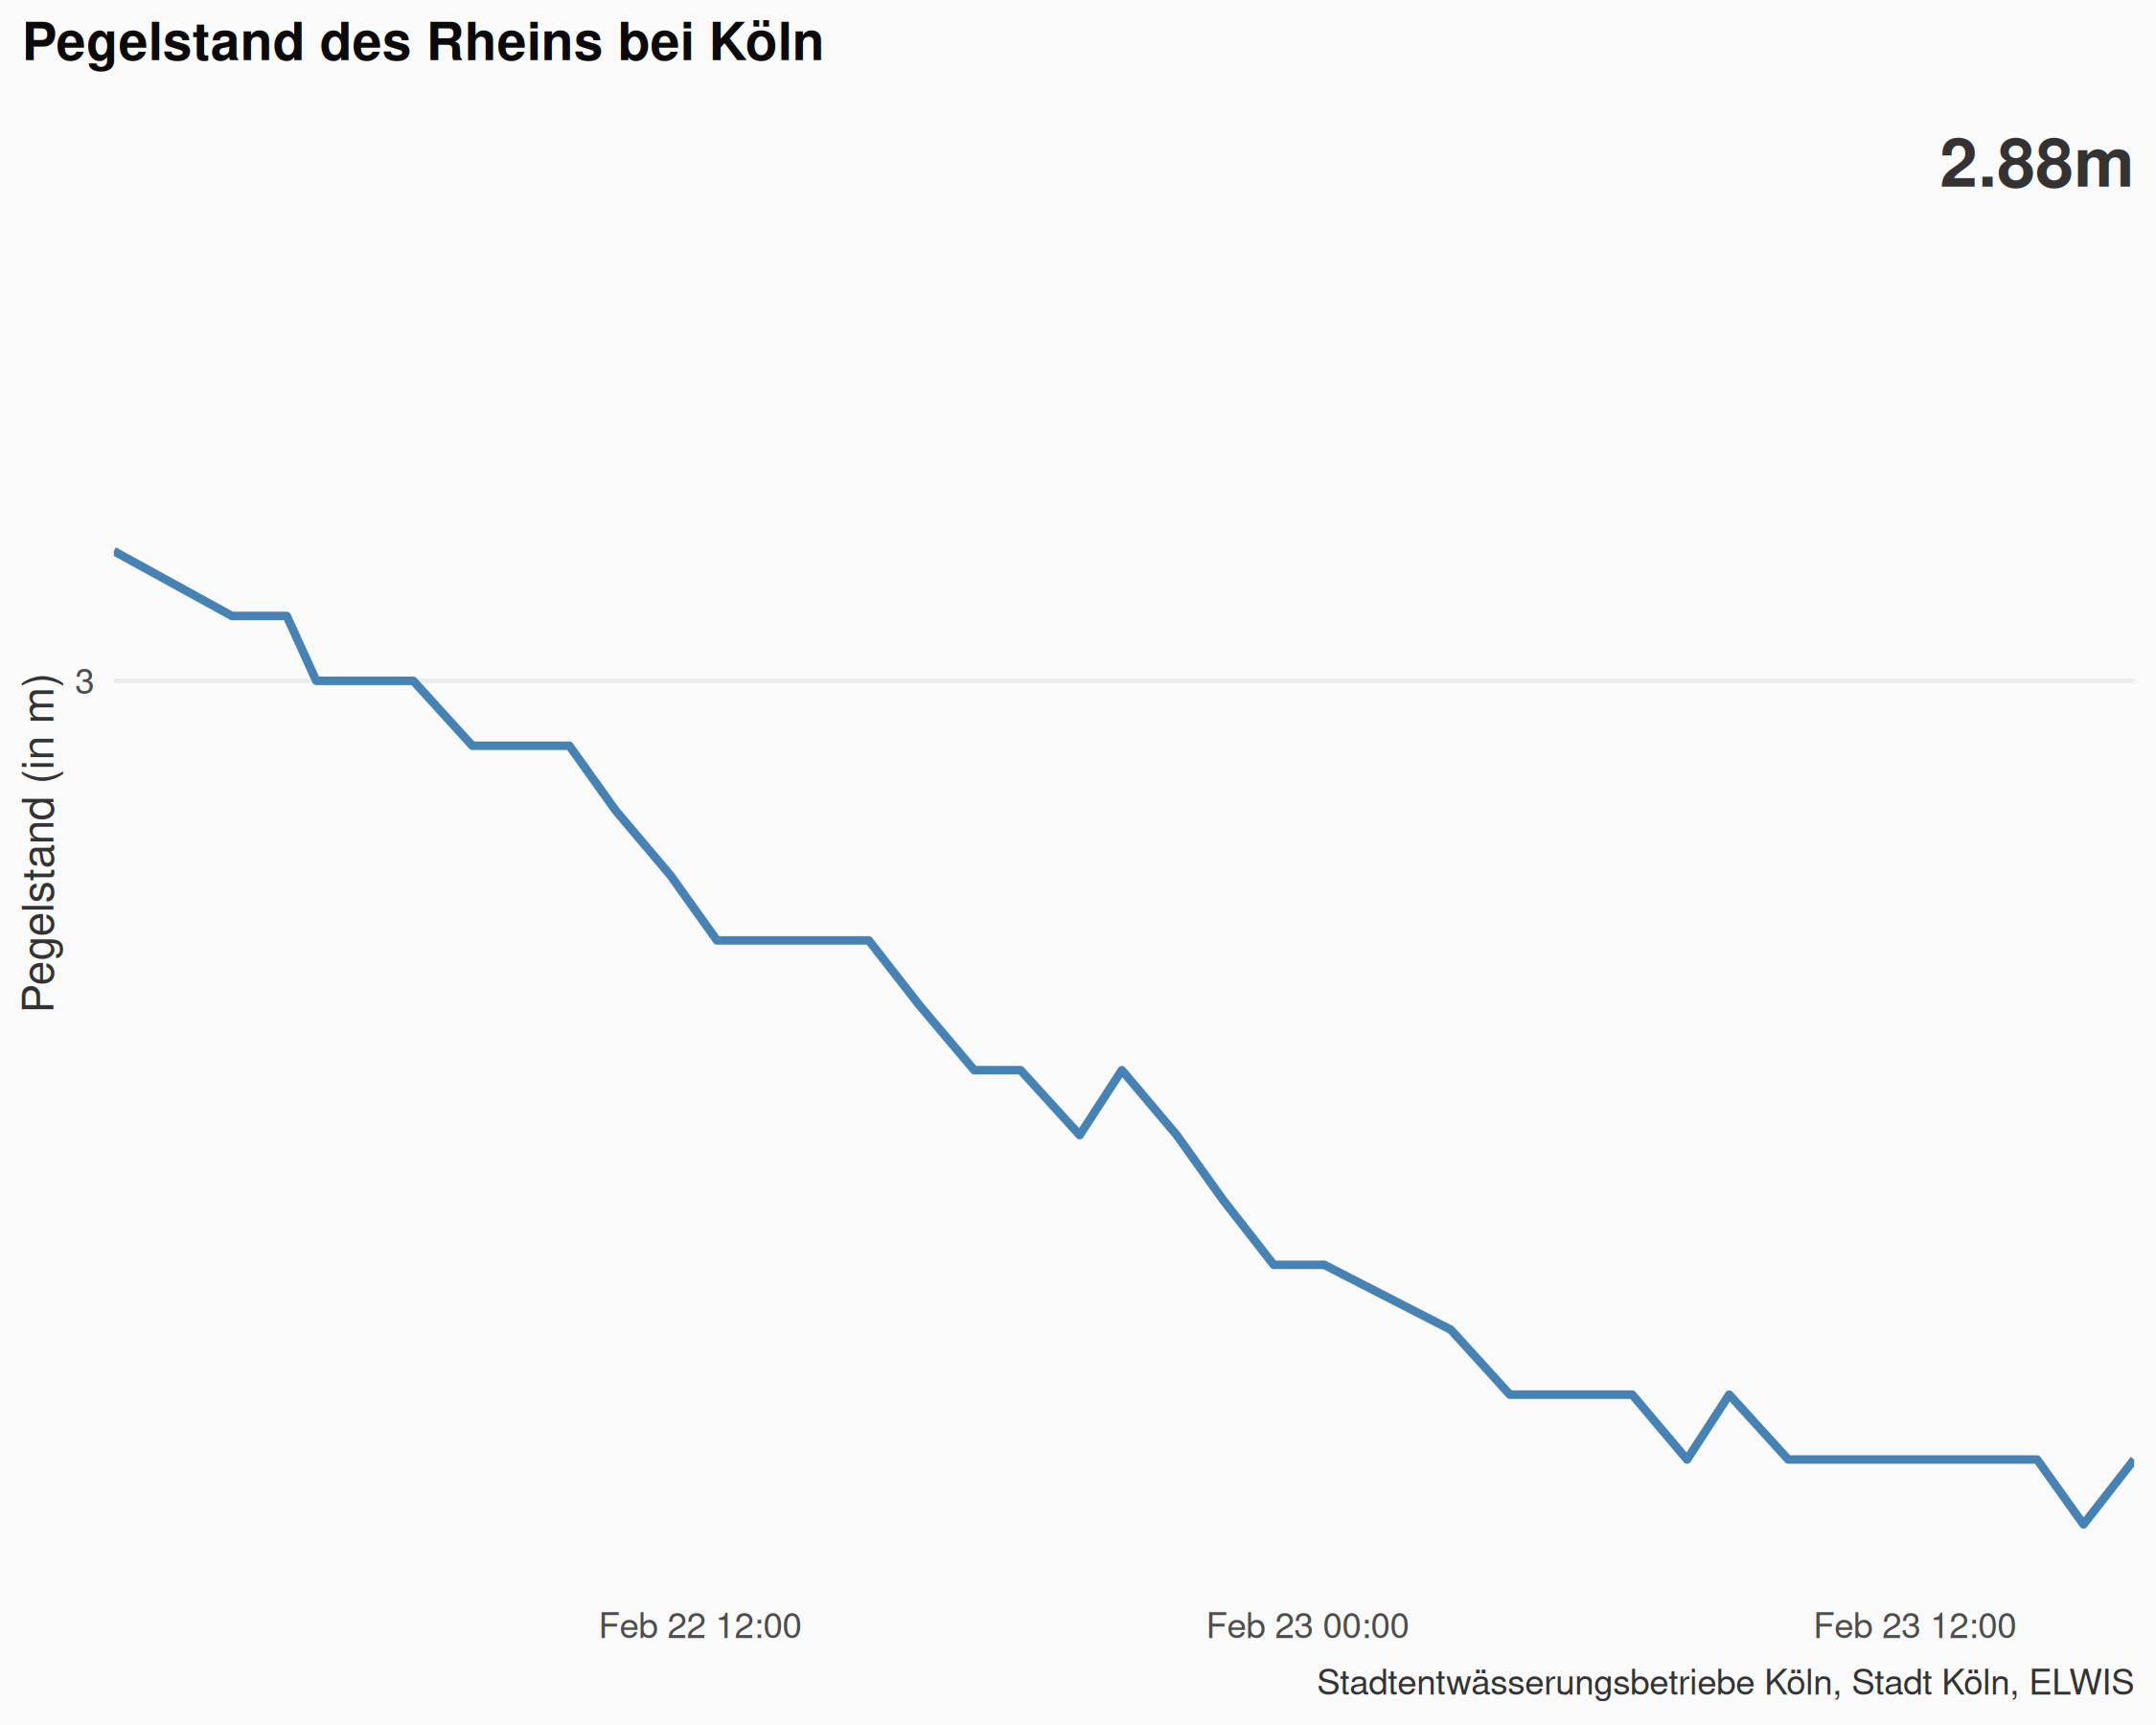 Pegelstand des Rheins bei Köln
2.88m
Pegelstand (in m)
3
Feb 22 12:00
Feb 23 00:00
Feb 23 12:00
Stadtentwässerungsbetriebe Köln, Stadt Köln, ELWIS